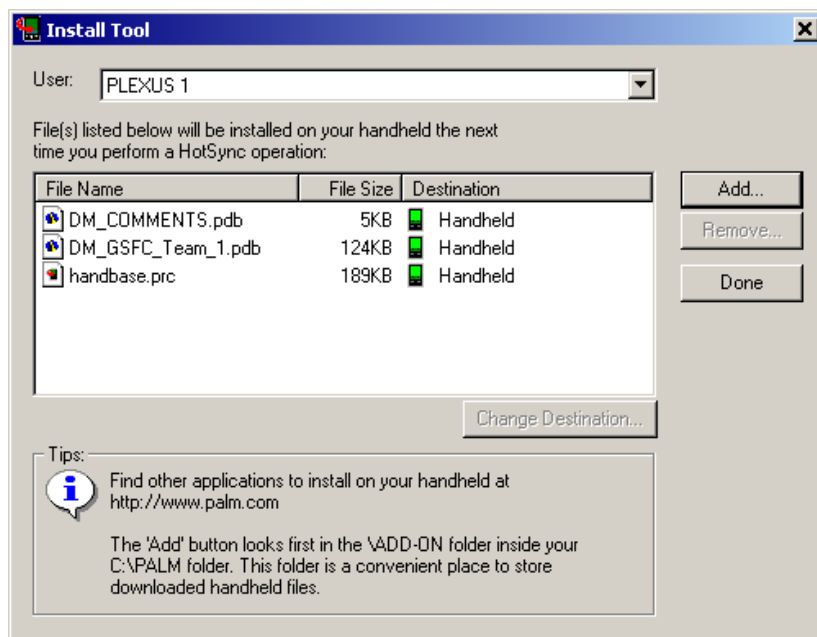 Install Tool
User: PLEXUS 1
File(s) listed below will be installed on your handheld the next
time you perform a HotSync operation:
File Name File Size Destination
DM_COMMENTS.pdb 5KB Handheld
DM_GSFC_Team_1.pdb 124KB Handheld
handbase.prc 189KB Handheld
Add...
Remove...
Done
Change Destination...
Tips:
Find other applications to install on your handheld at
http://www.palm.com
The 'Add' button looks first in the \ADD-ON folder inside your
C:\PALM folder. This folder is a convenient place to store
downloaded handheld files.